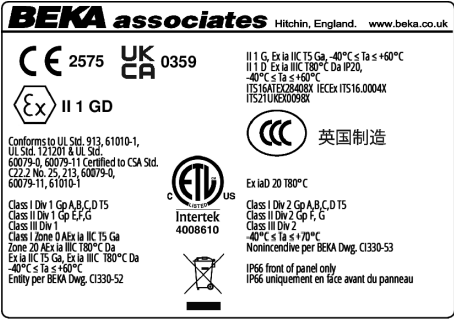 BEKA associates Hitchin, England. www.beka.co.uk
CE 2575 UK CA 0359
Ex II 1 GD
II 1 G, Ex ia IIC T5 Ga, -40°C ≤ Ta ≤ +60°C
II 1 D Ex ia IIIC T80°C Da IP20,
-40°C ≤ Ta ≤ +60°C
ITS16ATEX28408X IECEx ITS16.0004X
ITS21UKEX0098X
CCC 英国制造
Conforms to UL Std. 913, 61010-1,
UL Std. 121201 & UL Std.
60079-0, 60079-11 Certified to CSA Std.
C22.2 No. 25, 213, 60079-0,
60079-11, 61010-1
Class I Div 1 Gp A,B,C,D T5
Class II Div 1 Gp E,F,G
Class III Div 1
Class I Zone 0 AEx ia IIC T5 Ga
Zone 20 AEx ia IIIC T80°C Da
Ex ia IIC T5 Ga, Ex ia IIIC T80°C Da
-40°C ≤ Ta ≤ +60°C
Entity per BEKA Dwg. CI330-52
ETL
LISTED
C US
Intertek
4008610
Ex iaD 20 T80°C
Class I Div 2 Gp A,B,C,D T5
Class II Div 2 Gp F, G
Class III Div 2
-40°C ≤ Ta ≤ +70°C
Nonincendive per BEKA Dwg. CI330-53
IP66 front of panel only
IP66 uniquement en face avant du panneau